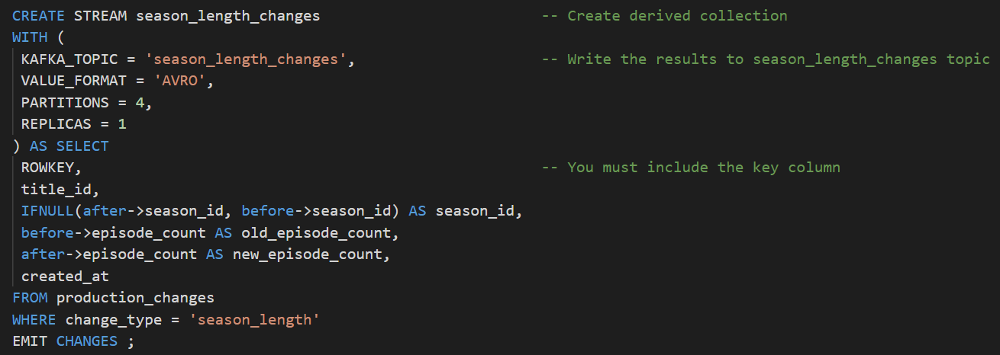 CREATE STREAM season_length_changes -- Create derived collection
WITH (
KAFKA_TOPIC = 'season_length_changes', -- Write the results to season_length_changes topic
VALUE_FORMAT = 'AVRO',
PARTITIONS = 4,
REPLICAS = 1
) AS SELECT
ROWKEY, -- You must include the key column
title_id,
IFNULL(after->season_id, before->season_id) AS season_id,
before->episode_count AS old_episode_count,
after->episode_count AS new_episode_count,
created_at
FROM production_changes
WHERE change_type = 'season_length'
EMIT CHANGES ;